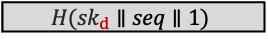 H(sk_d ∥ seq ∥ 1)